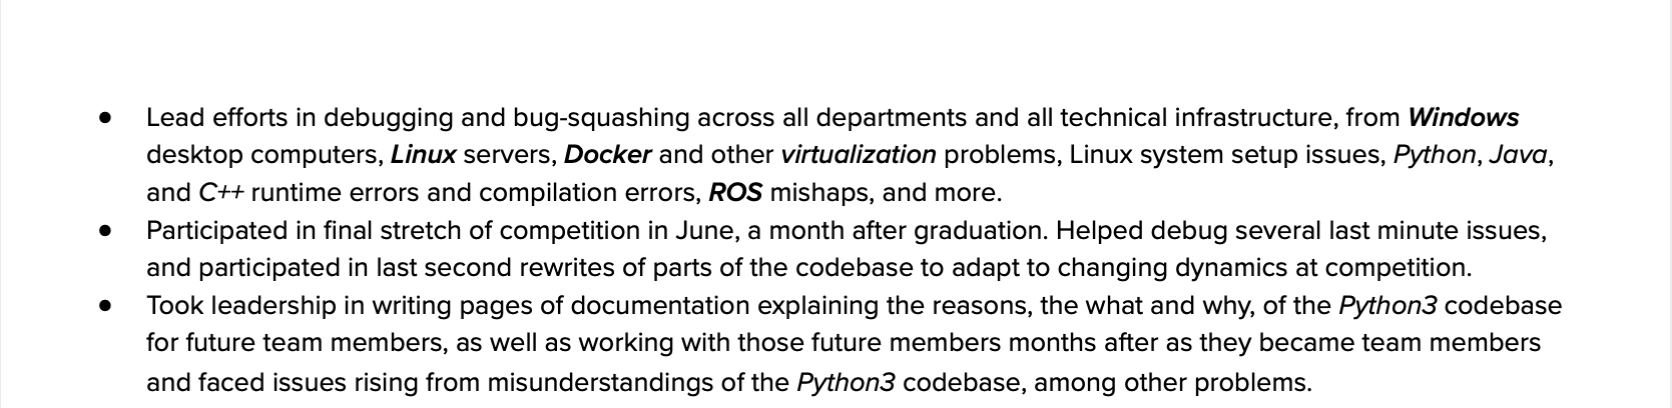 ● Lead efforts in debugging and bug-squashing across all departments and all technical infrastructure, from Windows
desktop computers, Linux servers, Docker and other virtualization problems, Linux system setup issues, Python, Java,
and C++ runtime errors and compilation errors, ROS mishaps, and more.
● Participated in final stretch of competition in June, a month after graduation. Helped debug several last minute issues,
and participated in last second rewrites of parts of the codebase to adapt to changing dynamics at competition.
● Took leadership in writing pages of documentation explaining the reasons, the what and why, of the Python3 codebase
for future team members, as well as working with those future members months after as they became team members
and faced issues rising from misunderstandings of the Python3 codebase, among other problems.